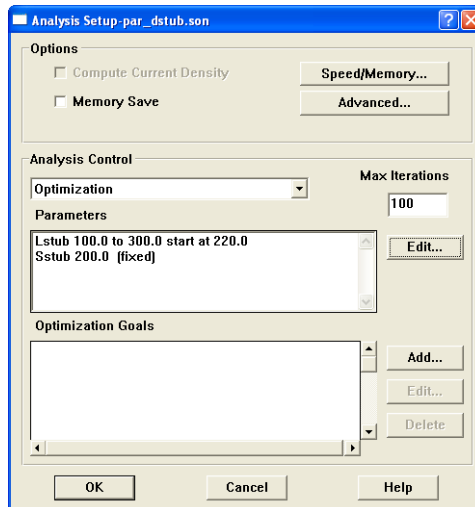 Analysis Setup-par_dstub.son
Options
Compute Current Density
Speed/Memory...
Memory Save
Advanced...
Analysis Control
Max Iterations
Optimization
100
Parameters
Lstub 100.0 to 300.0 start at 220.0
Sstub 200.0 (fixed)
Edit...
Optimization Goals
Add...
Edit...
Delete
OK
Cancel
Help